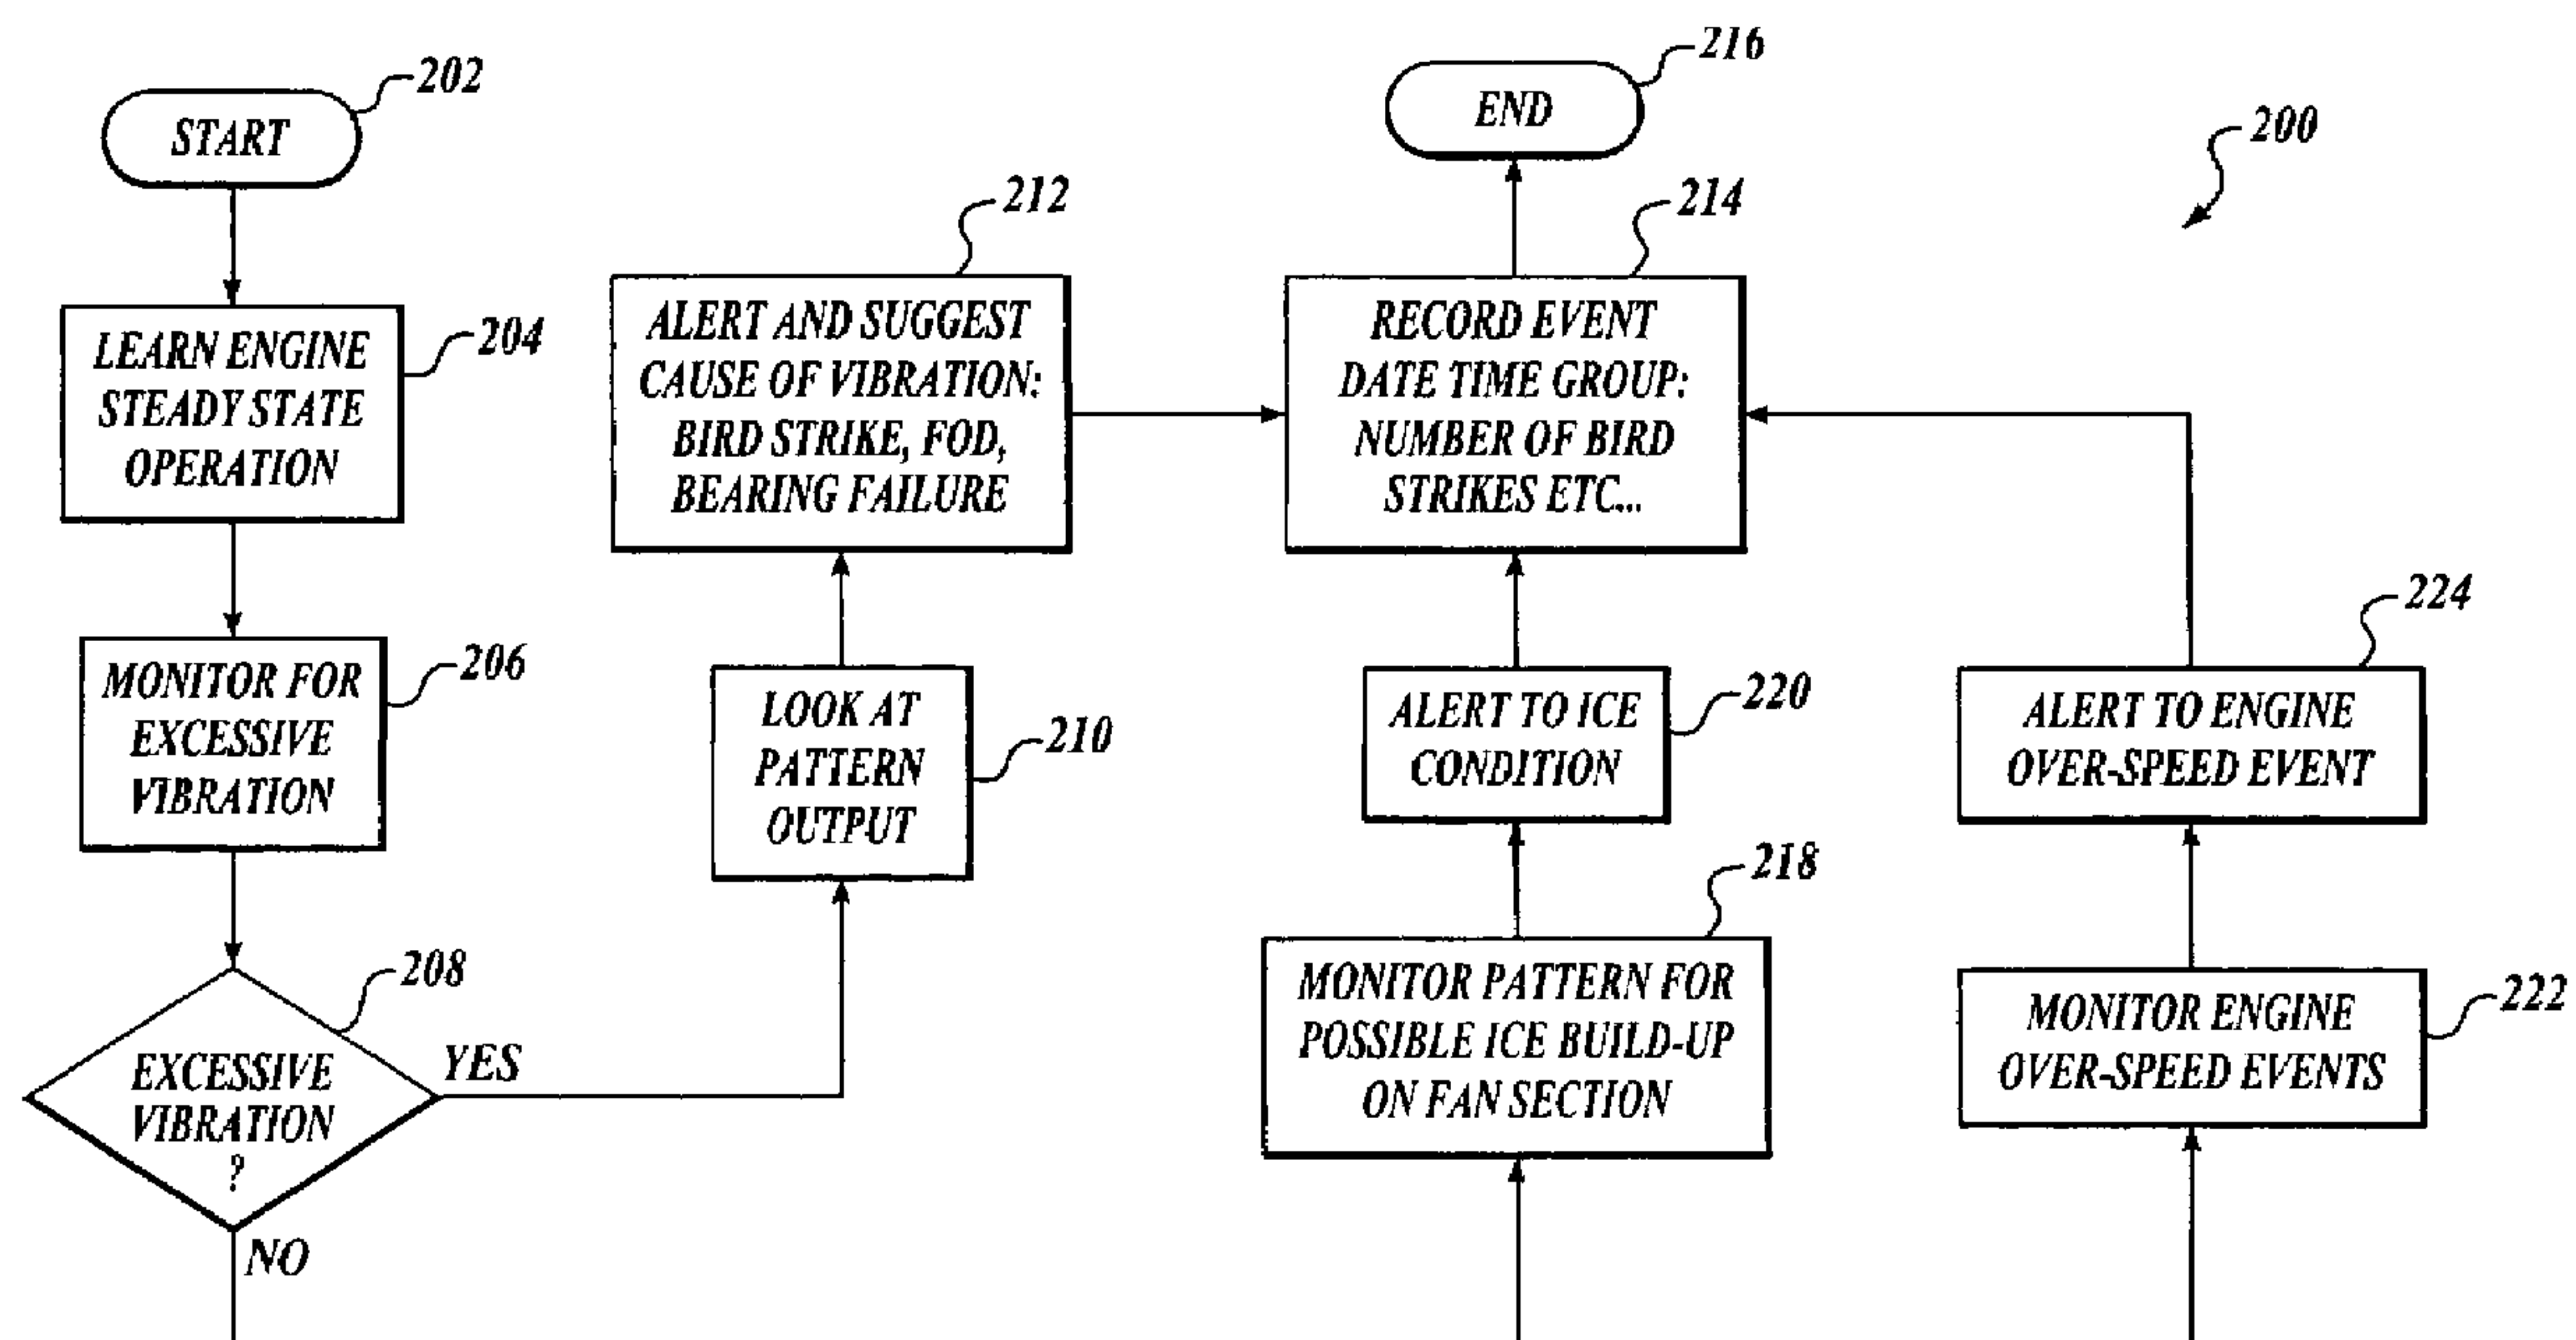 START
202
LEARN ENGINE
STEADY STATE
OPERATION
204
MONITOR FOR
EXCESSIVE
VIBRATION
206
EXCESSIVE
VIBRATION
?
208
YES
NO
LOOK AT
PATTERN
OUTPUT
210
ALERT AND SUGGEST
CAUSE OF VIBRATION:
BIRD STRIKE, FOD,
BEARING FAILURE
212
RECORD EVENT
DATE TIME GROUP:
NUMBER OF BIRD
STRIKES ETC...
214
END
216
MONITOR PATTERN FOR
POSSIBLE ICE BUILD-UP
ON FAN SECTION
218
ALERT TO ICE
CONDITION
220
MONITOR ENGINE
OVER-SPEED EVENTS
222
ALERT TO ENGINE
OVER-SPEED EVENT
224
200